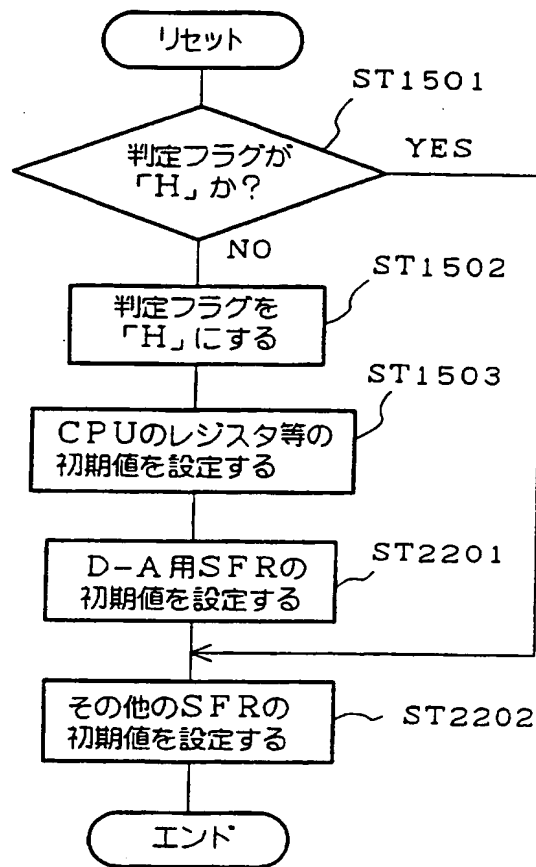 リセット
ST1501
判定フラグが
「H」か?
YES
NO
ST1502
判定フラグを
「H」にする
ST1503
CPUのレジスタ等の
初期値を設定する
ST2201
D-A用SFRの
初期値を設定する
その他のSFRの
初期値を設定する
ST2202
エンド